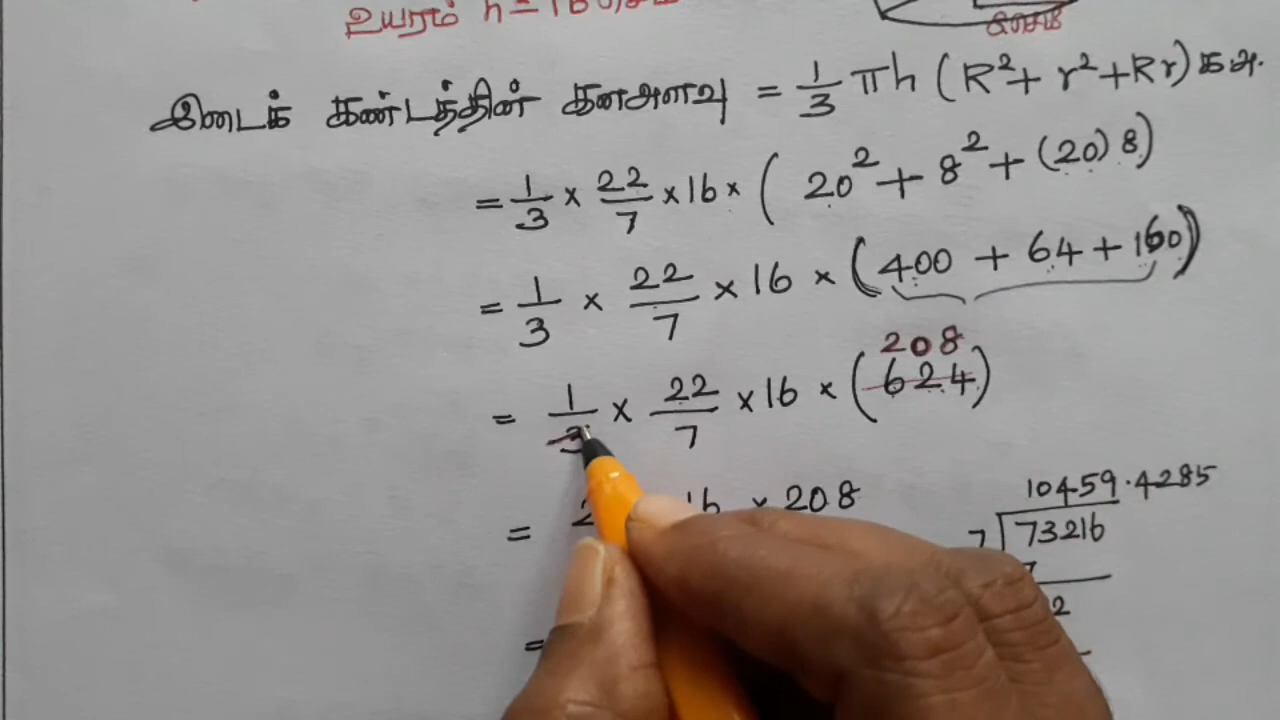 உயரம் h = 16 செமீ
செமீ
இடைக் கண்டத்தின் கனஅளவு = 1/3 πh (R² + r² + Rr) க.அ.
= 1/3 × 22/7 × 16 × ( 20² + 8² + (20) 8)
= 1/3 × 22/7 × 16 × (400 + 64 + 160)
208
= 1/3 × 22/7 × 16 × (624)
= 16 × 208
10459.4285
7 73216
7
2
=